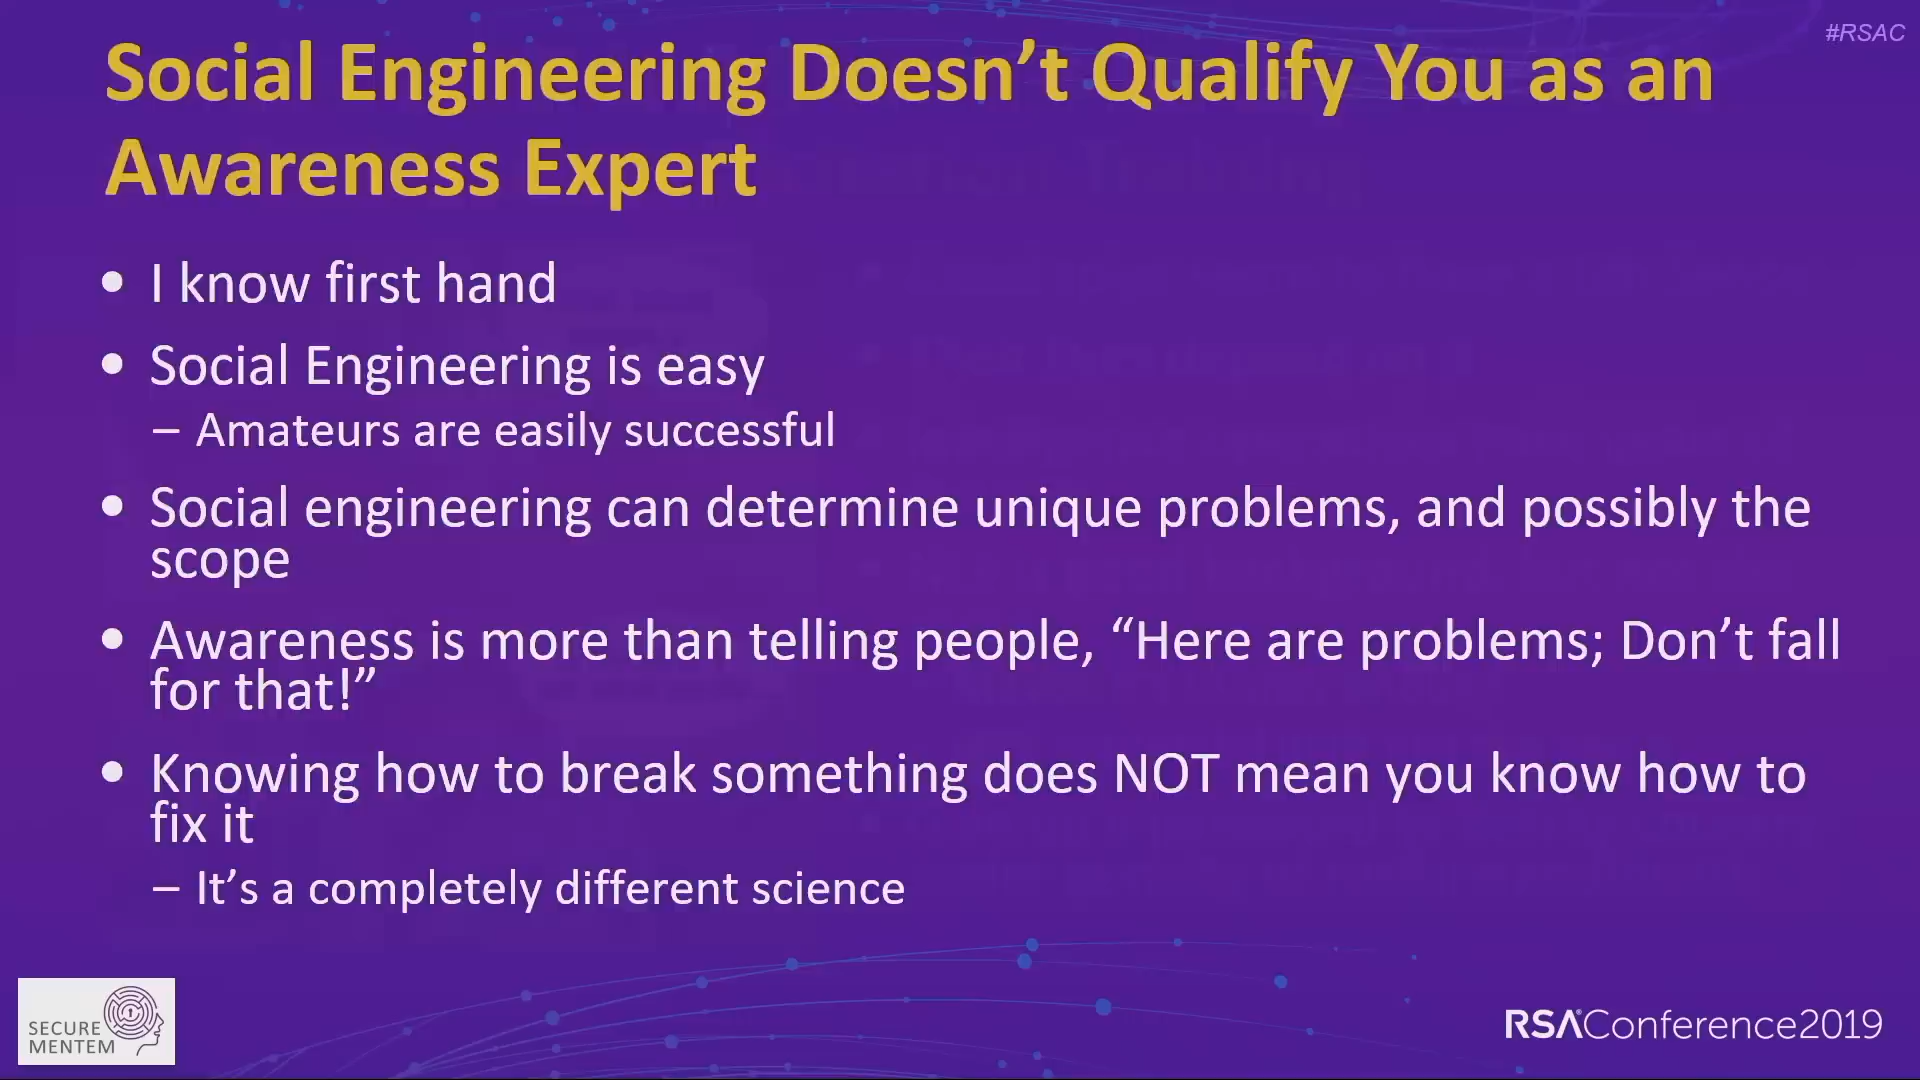 #RSAC
Social Engineering Doesn’t Qualify You as an
Awareness Expert
• I know first hand
• Social Engineering is easy
– Amateurs are easily successful
• Social engineering can determine unique problems, and possibly the
scope
• Awareness is more than telling people, “Here are problems; Don’t fall
for that!”
• Knowing how to break something does NOT mean you know how to
fix it
– It’s a completely different science
SECURE
MENTEM
RSAConference2019